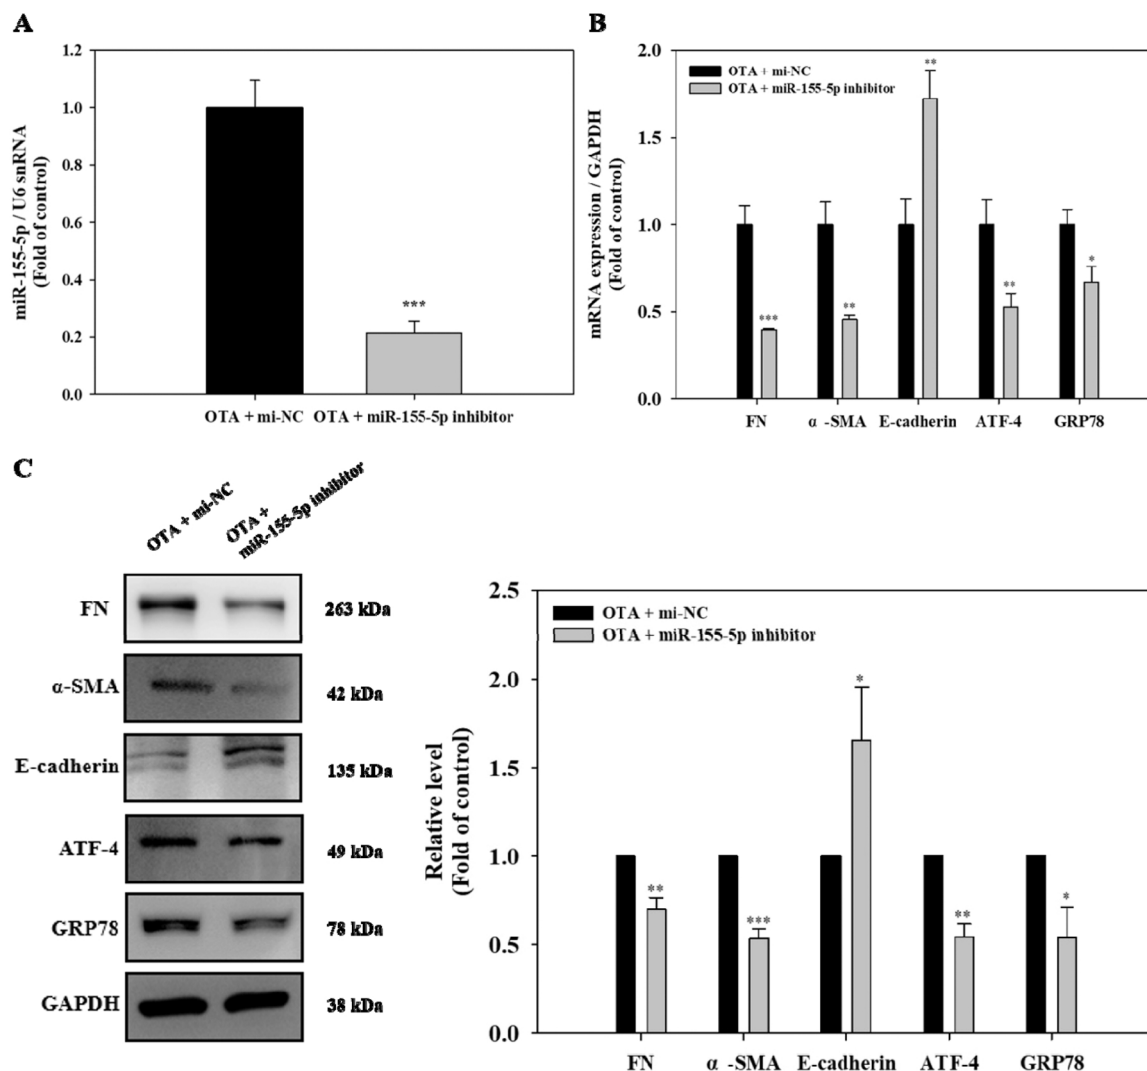 A
miR-155-5p / U6 snRNA
(Fold of control)
1.2
1.0
0.8
0.6
0.4
0.2
0.0
***
OTA + mi-NC
OTA + miR-155-5p inhibitor
B
mRNA expression / GAPDH
(Fold of control)
2.0
1.5
1.0
0.5
0.0
OTA + mi-NC
OTA + miR-155-5p inhibitor
***
**
**
**
*
FN
α -SMA
E-cadherin
ATF-4
GRP78
C
OTA + mi-NC
OTA +
miR-155-5p inhibitor
FN
263 kDa
α-SMA
42 kDa
E-cadherin
135 kDa
ATF-4
49 kDa
GRP78
78 kDa
GAPDH
38 kDa
Relative level
(Fold of control)
2.5
2.0
1.5
1.0
0.5
0.0
OTA + mi-NC
OTA + miR-155-5p inhibitor
**
***
*
**
*
FN
α -SMA
E-cadherin
ATF-4
GRP78